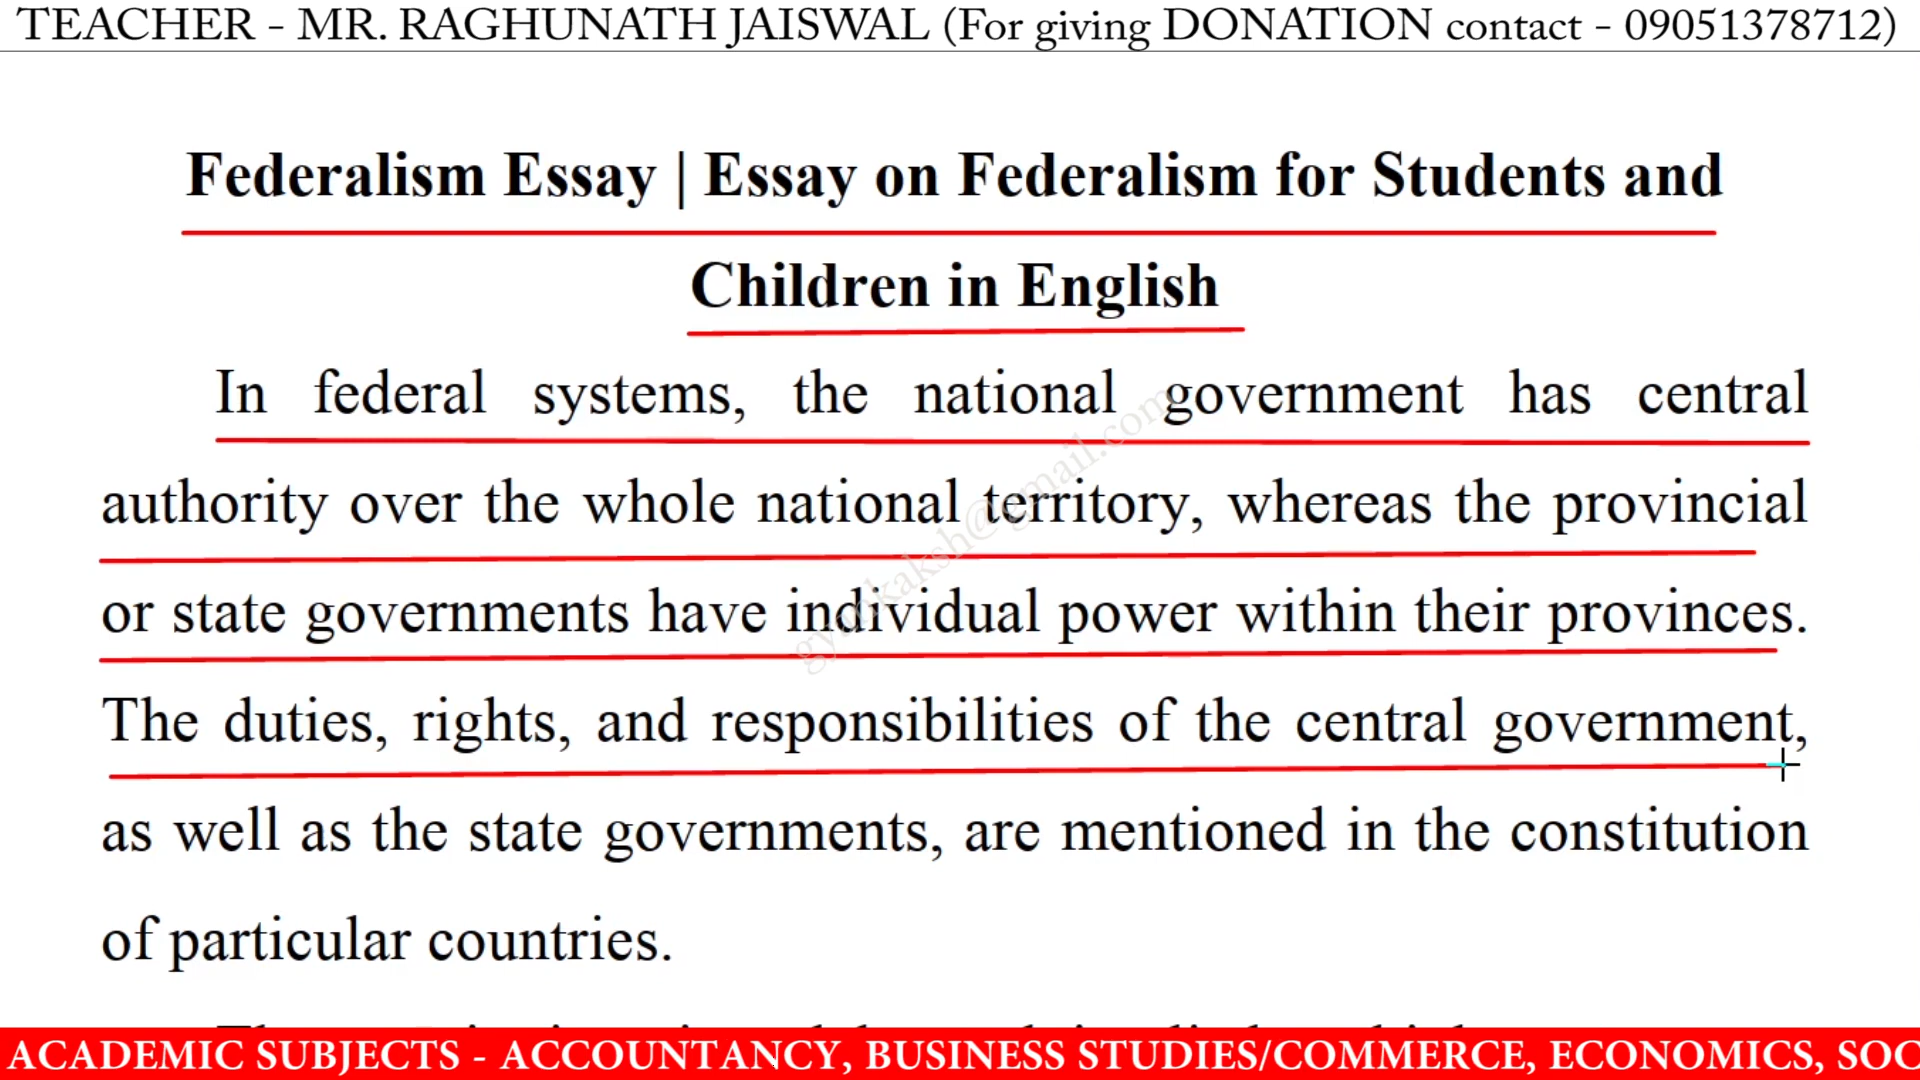 TEACHER - MR. RAGHUNATH JAISWAL (For giving DONATION contact - 09051378712)
Federalism Essay | Essay on Federalism for Students and
Children in English
In federal systems, the national government has central
authority over the whole national territory, whereas the provincial
or state governments have individual power within their provinces.
The duties, rights, and responsibilities of the central government,
as well as the state governments, are mentioned in the constitution
of particular countries.
gyankaksh@gmail.com
ACADEMIC SUBJECTS - ACCOUNTANCY, BUSINESS STUDIES/COMMERCE, ECONOMICS, SOC